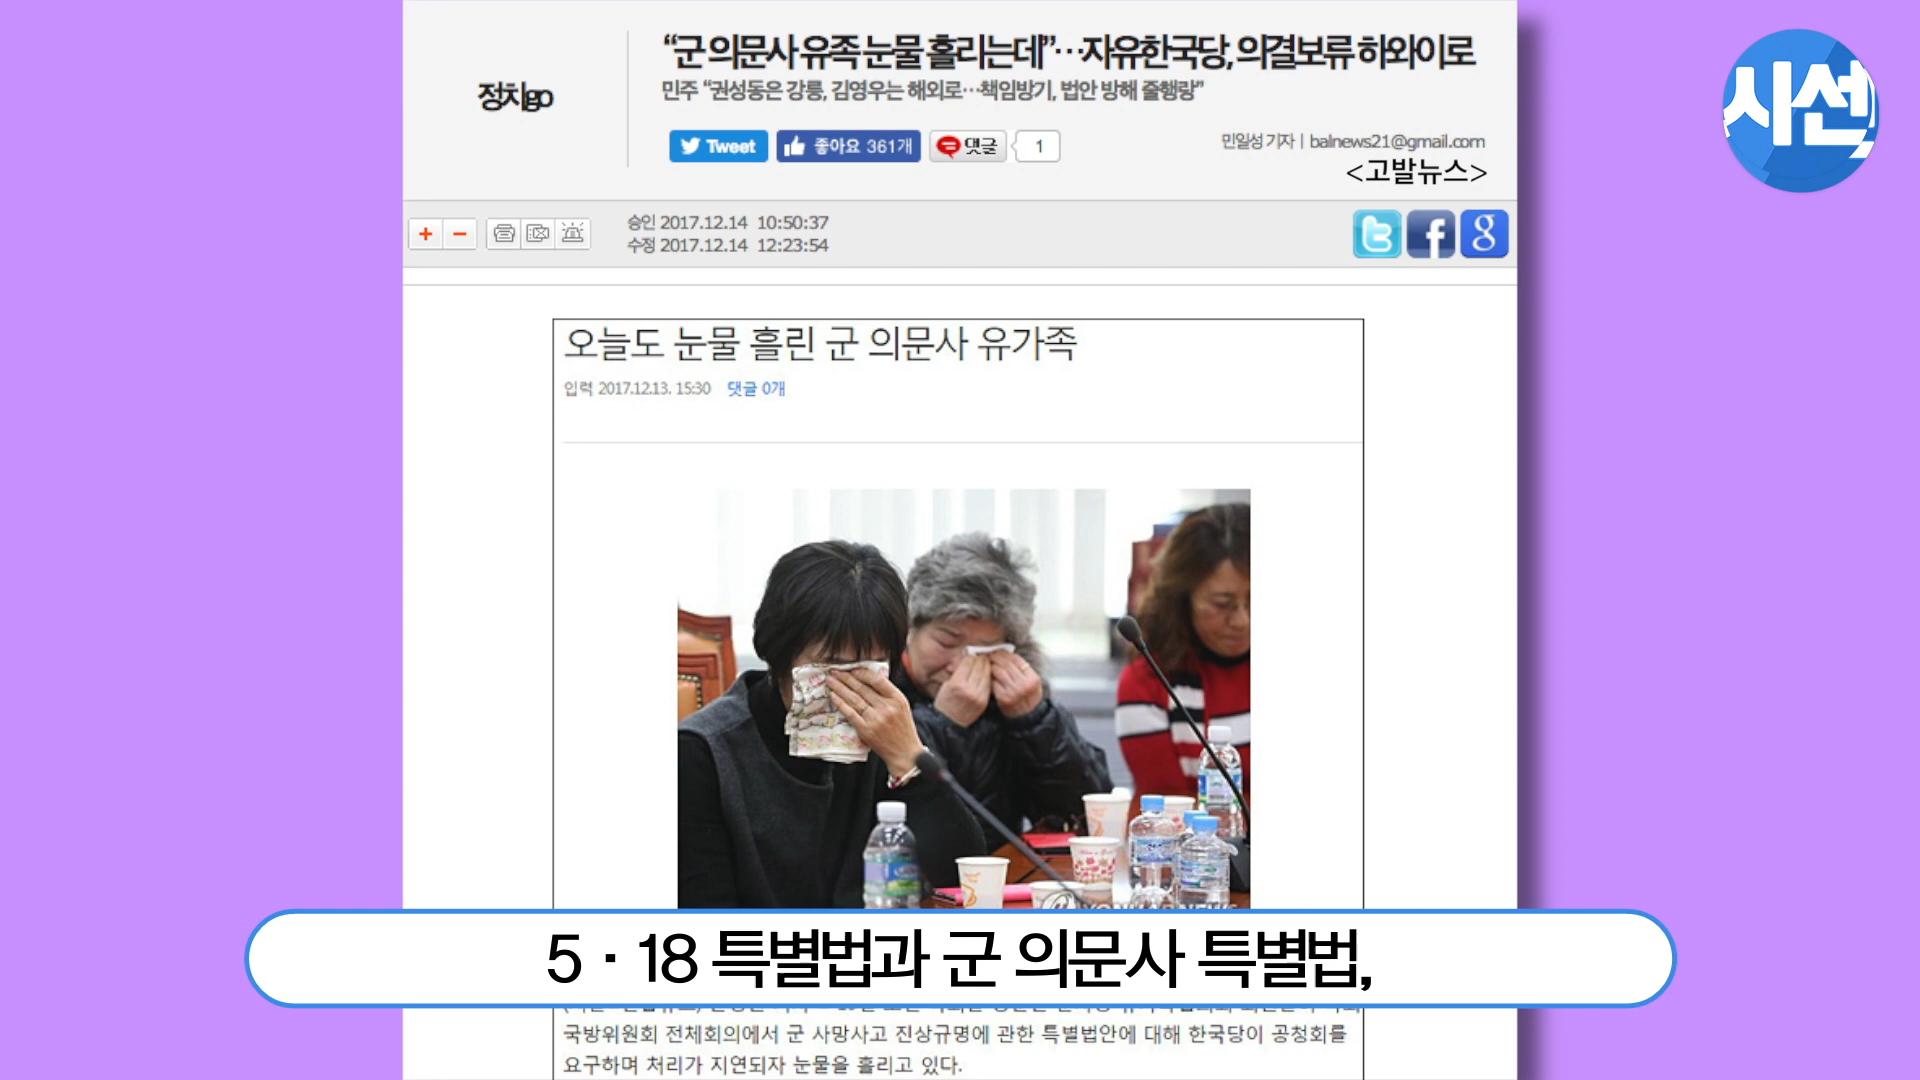 “군 의문사 유족 눈물 흘리는데”…자유한국당, 의결보류 하와이로
정치go
민주 “권성동은 강릉, 김영우는 해외로…책임방기, 법안 방해 줄행랑”
Tweet
좋아요 361개
댓글
1
민일성 기자 | balnews21@gmail.com
<고발뉴스>
시선
승인 2017.12.14 10:50:37
수정 2017.12.14 12:23:54
오늘도 눈물 흘린 군 의문사 유가족
입력 2017.12.13. 15:30 댓글 0개
5·18 특별법과 군 의문사 특별법,
국방위원회 전체회의에서 군 사망사고 진상규명에 관한 특별법안에 대해 한국당이 공청회를
요구하며 처리가 지연되자 눈물을 흘리고 있다.